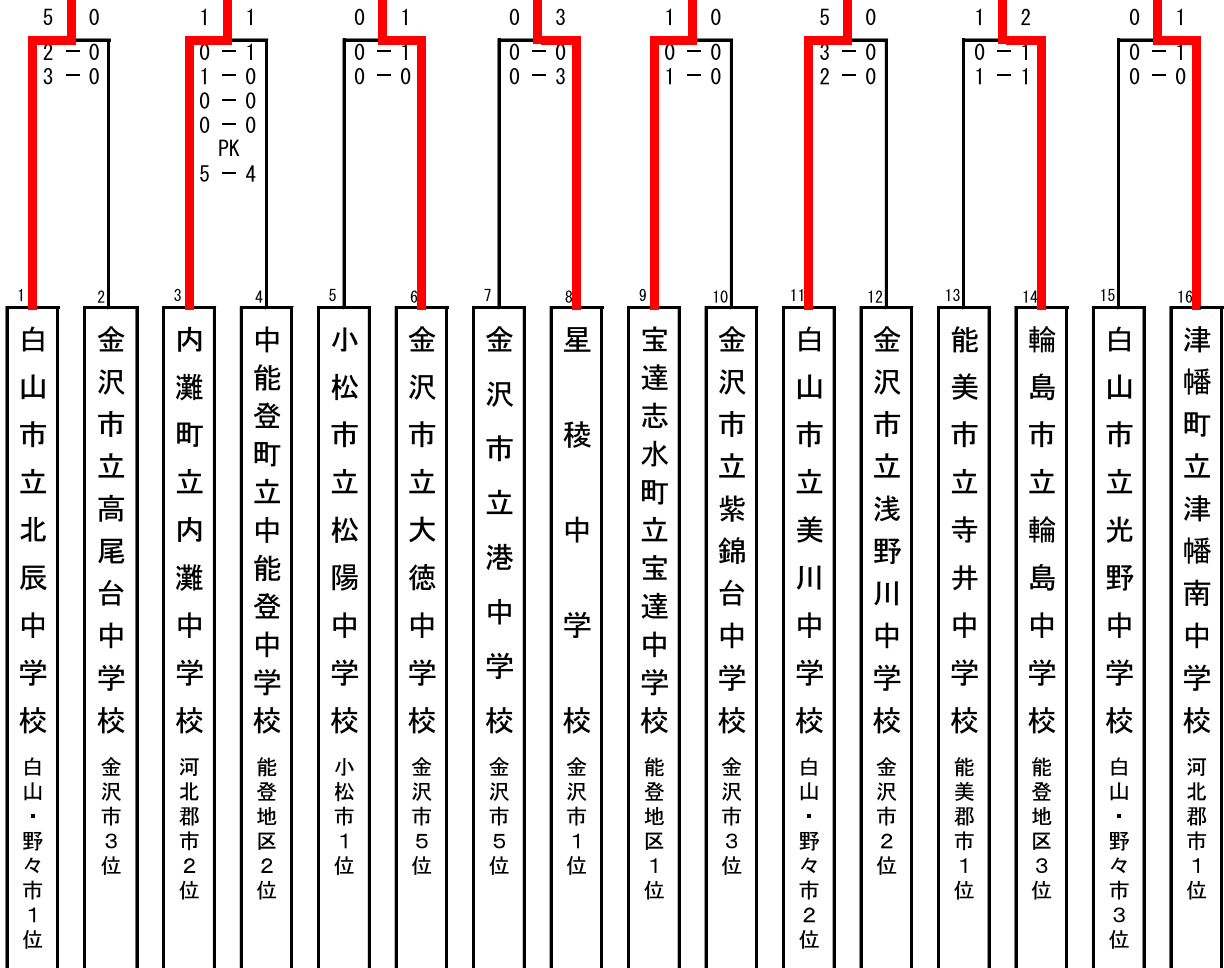 5 0
1 1
0 1
0 3
1 0
5 0
1 2
0 1
2－0
0－1
0－1
0－0
0－0
3－0
0－1
0－1
3－0
1－0
0－0
0－3
1－0
2－0
1－1
0－0
0－0
0－0
PK
5－4
1
白山市立北辰中学校 白山・野々市1位
2
金沢市立高尾台中学校 金沢市3位
3
内灘町立内灘中学校 河北郡市2位
4
中能登町立中能登中学校 能登地区2位
5
小松市立松陽中学校 小松市1位
6
金沢市立大徳中学校 金沢市5位
7
金沢市立港中学校 金沢市5位
8
星稜中学校 金沢市1位
9
宝達志水町立宝達中学校 能登地区1位
10
金沢市立紫錦台中学校 金沢市3位
11
白山市立美川中学校 白山・野々市2位
12
金沢市立浅野川中学校 金沢市2位
13
能美市立寺井中学校 能美郡市1位
14
輪島市立輪島中学校 能登地区3位
15
白山市立光野中学校 白山・野々市3位
16
津幡町立津幡南中学校 河北郡市1位